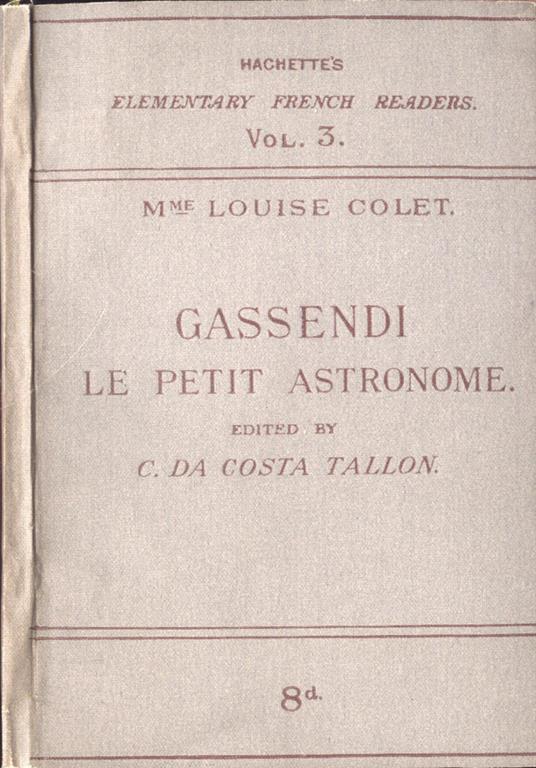 HACHETTE'S
ELEMENTARY FRENCH READERS.
VOL. 3.
MME LOUISE COLET.
GASSENDI
LE PETIT ASTRONOME.
EDITED BY
C. DA COSTA TALLON.
8d.